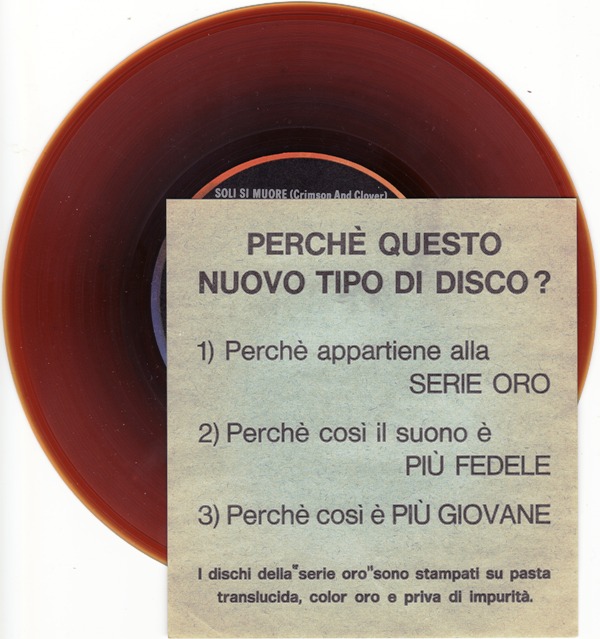 SOLI SI MUORE (Crimson And Clover)
PERCHÈ QUESTO
NUOVO TIPO DI DISCO?
1) Perchè appartiene alla
SERIE ORO
2) Perchè così il suono è
PIÙ FEDELE
3) Perchè così è PIÙ GIOVANE
I dischi della "serie oro" sono stampati su pasta
translucida, color oro e priva di impurità.